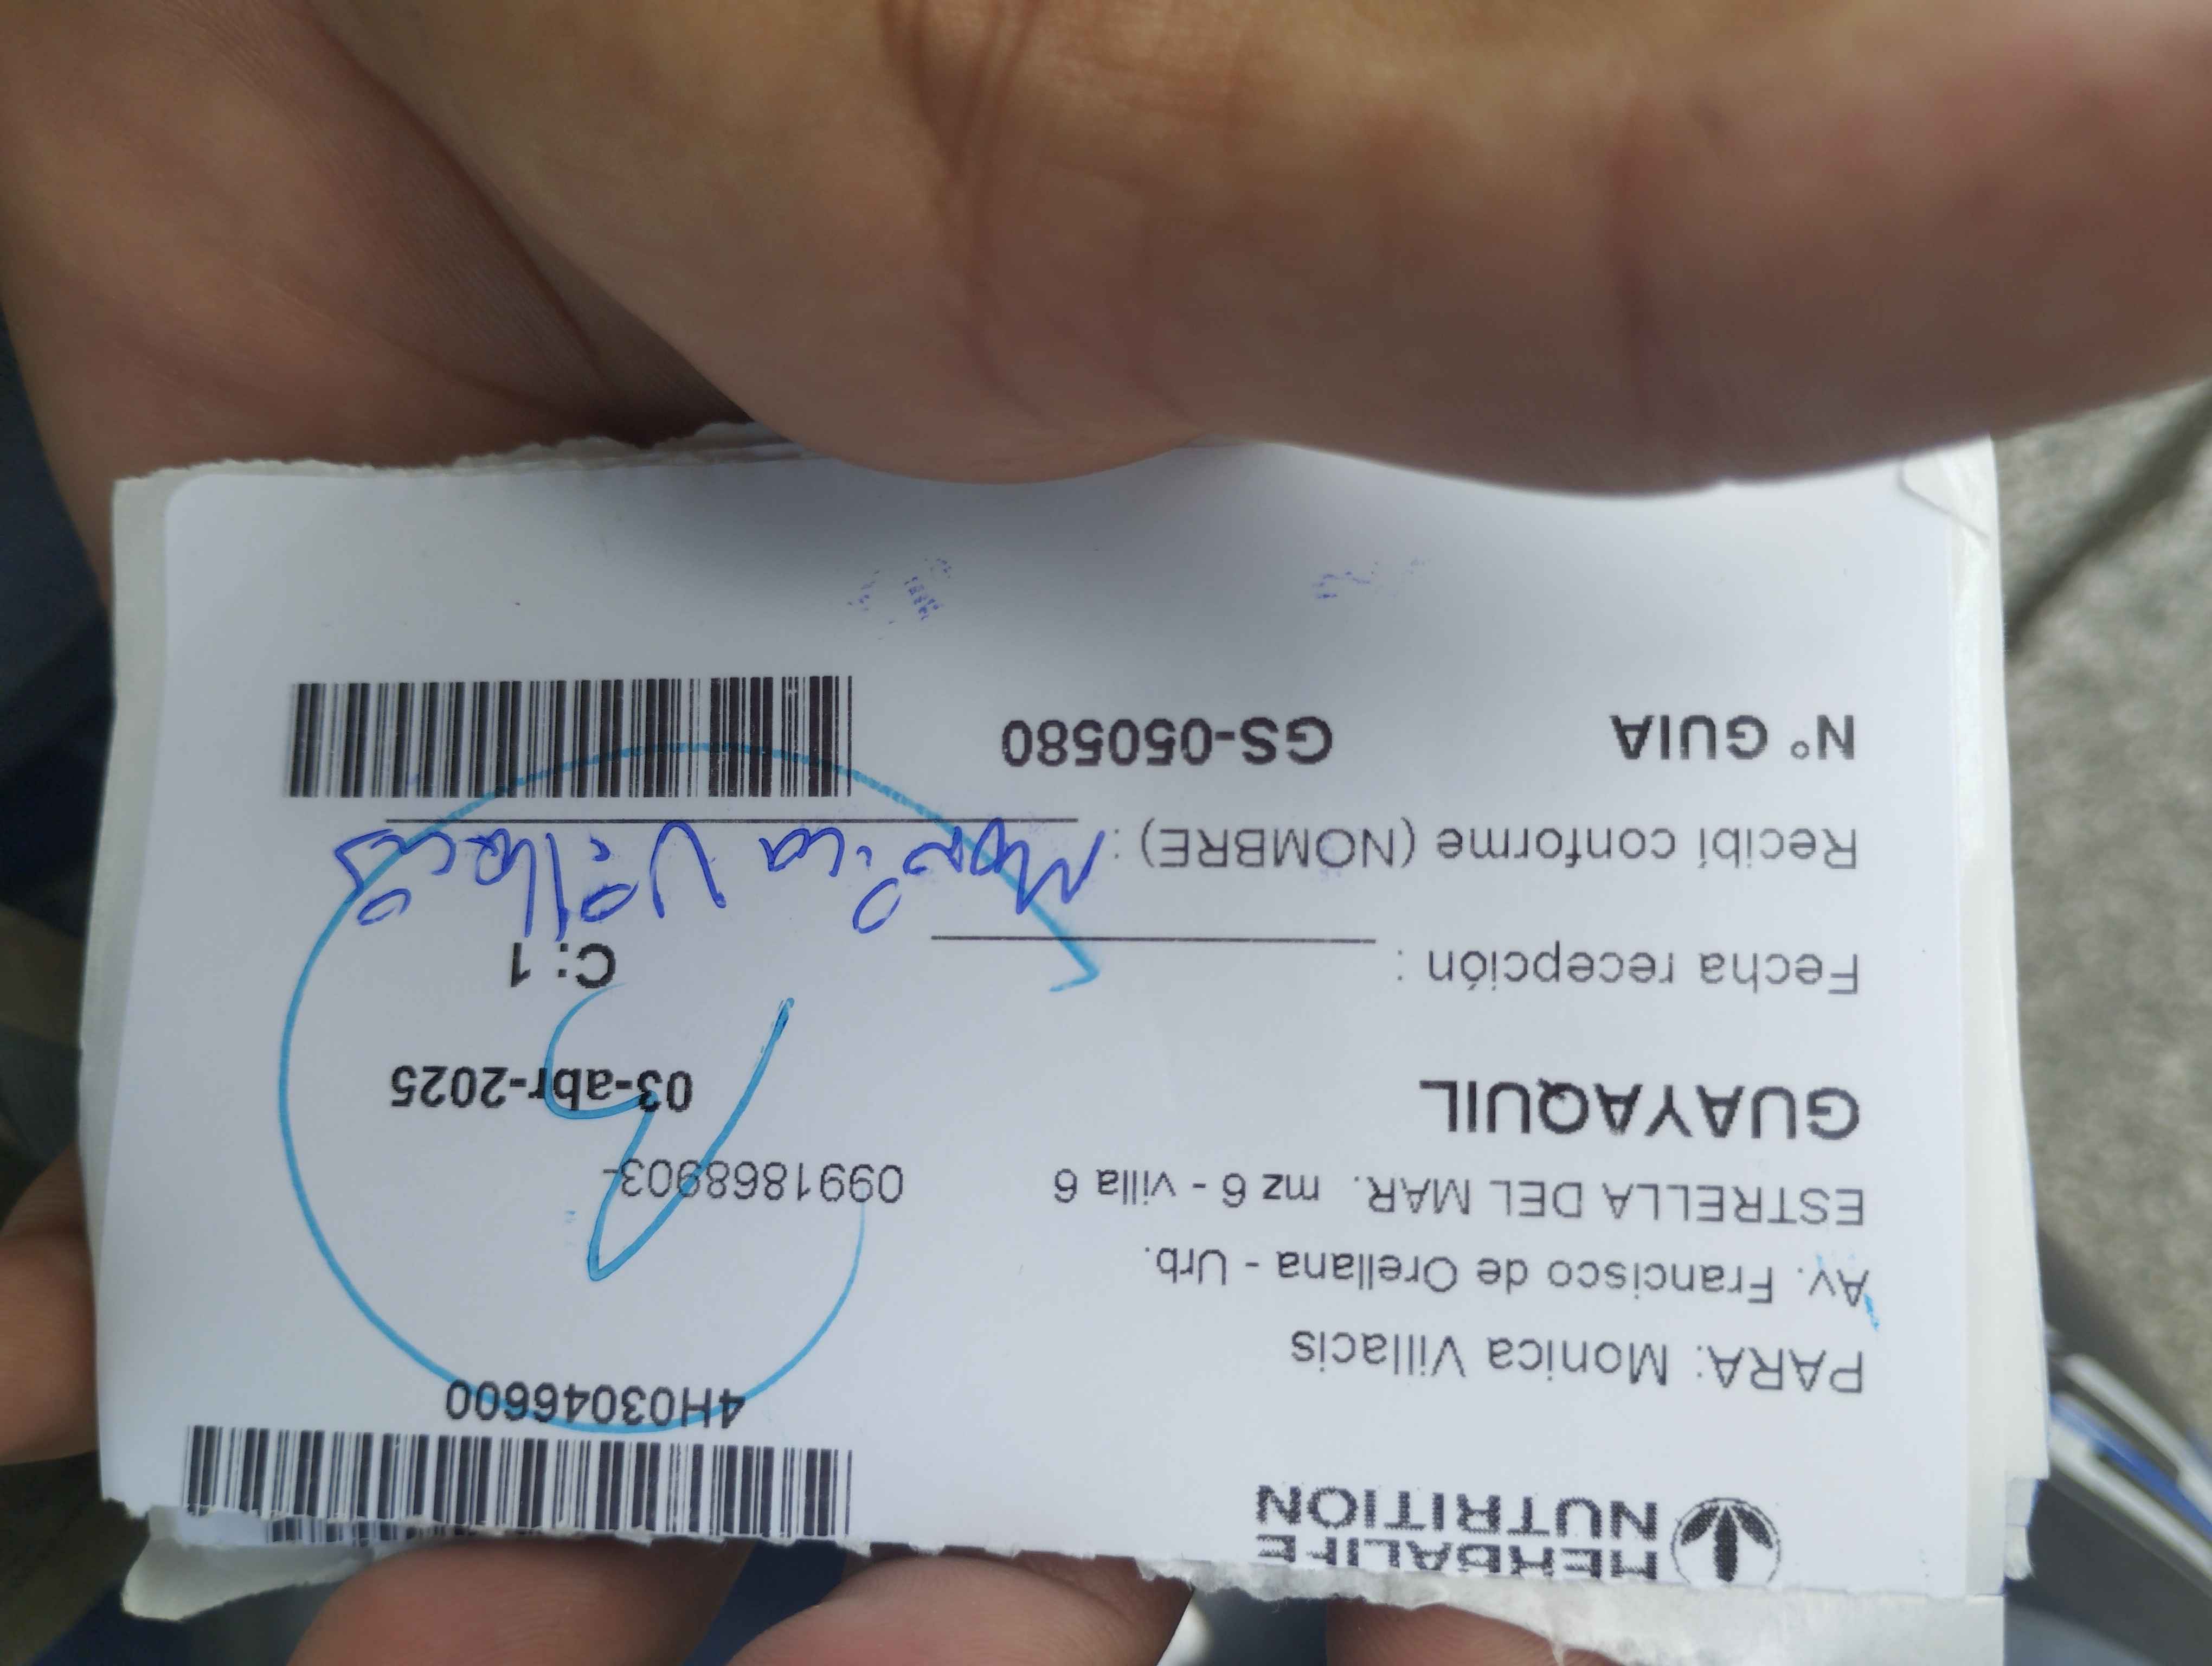 HERBALIFE
NUTRITION
4H03046600
PARA: Monica Villacis
Av. Francisco de Orellana - Urb.
ESTRELLA DEL MAR. mz 6 - villa 6
0991868903-
GUAYAQUIL
03-abr-2025
Fecha recepción :
C: 1
Recibí conforme (NOMBRE) : Monica Villacis
N° GUIA GS-050580